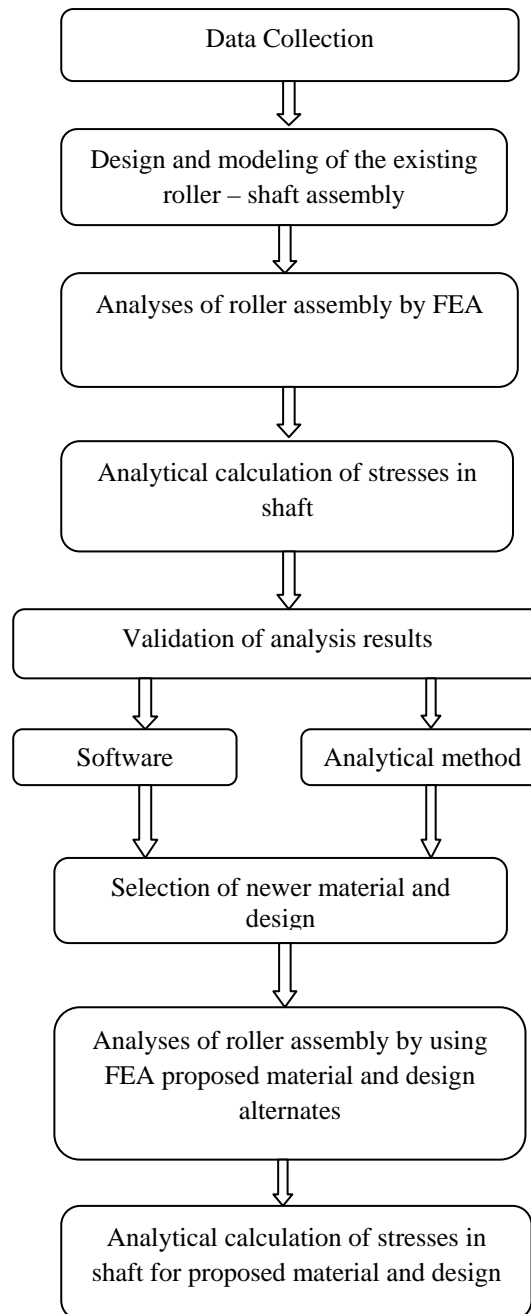 Data Collection
Design and modeling of the existing
roller – shaft assembly
Analyses of roller assembly by FEA
Analytical calculation of stresses in
shaft
Validation of analysis results
Software
Analytical method
Selection of newer material and
design
Analyses of roller assembly by using
FEA proposed material and design
alternates
Analytical calculation of stresses in
shaft for proposed material and design